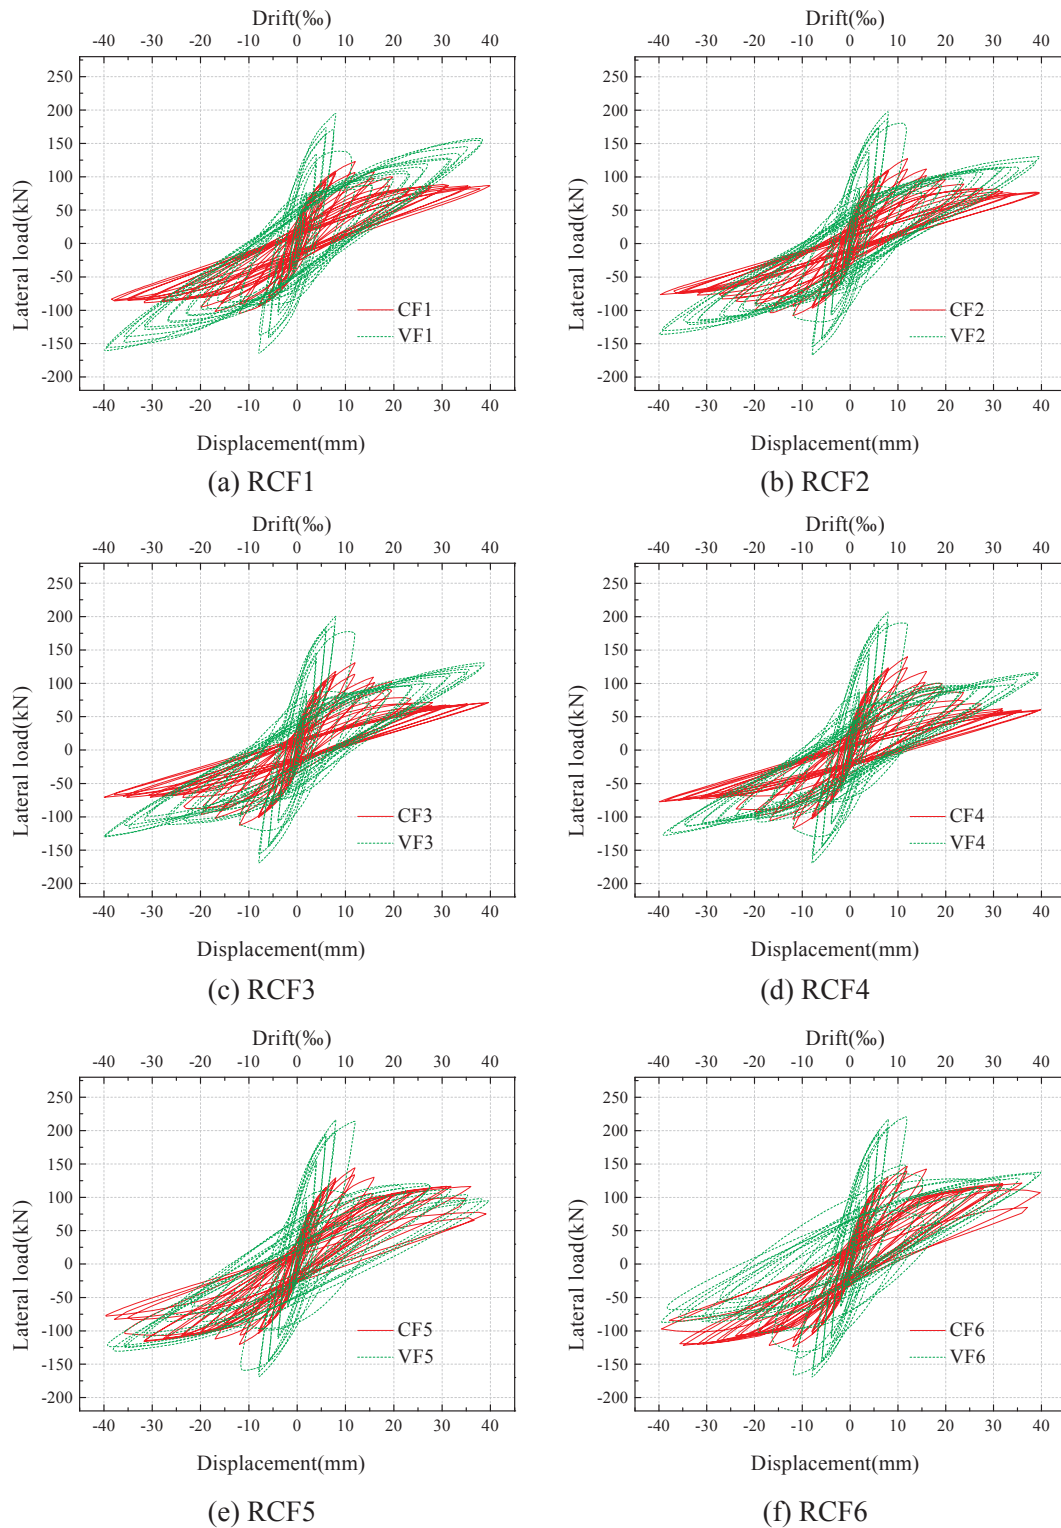 Drift(‰)
-40 -30 -20 -10 0 10 20 30 40
250
200
150
100
50
0
-50
-100
-150
-200
Lateral load(kN)
CF1
VF1
-40 -30 -20 -10 0 10 20 30 40
Displacement(mm)
(a) RCF1
Drift(‰)
-40 -30 -20 -10 0 10 20 30 40
250
200
150
100
50
0
-50
-100
-150
-200
Lateral load(kN)
CF2
VF2
-40 -30 -20 -10 0 10 20 30 40
Displacement(mm)
(b) RCF2
Drift(‰)
-40 -30 -20 -10 0 10 20 30 40
250
200
150
100
50
0
-50
-100
-150
-200
Lateral load(kN)
CF3
VF3
-40 -30 -20 -10 0 10 20 30 40
Displacement(mm)
(c) RCF3
Drift(‰)
-40 -30 -20 -10 0 10 20 30 40
250
200
150
100
50
0
-50
-100
-150
-200
Lateral load(kN)
CF4
VF4
-40 -30 -20 -10 0 10 20 30 40
Displacement(mm)
(d) RCF4
Drift(‰)
-40 -30 -20 -10 0 10 20 30 40
250
200
150
100
50
0
-50
-100
-150
-200
Lateral load(kN)
CF5
VF5
-40 -30 -20 -10 0 10 20 30 40
Displacement(mm)
(e) RCF5
Drift(‰)
-40 -30 -20 -10 0 10 20 30 40
250
200
150
100
50
0
-50
-100
-150
-200
Lateral load(kN)
CF6
VF6
-40 -30 -20 -10 0 10 20 30 40
Displacement(mm)
(f) RCF6